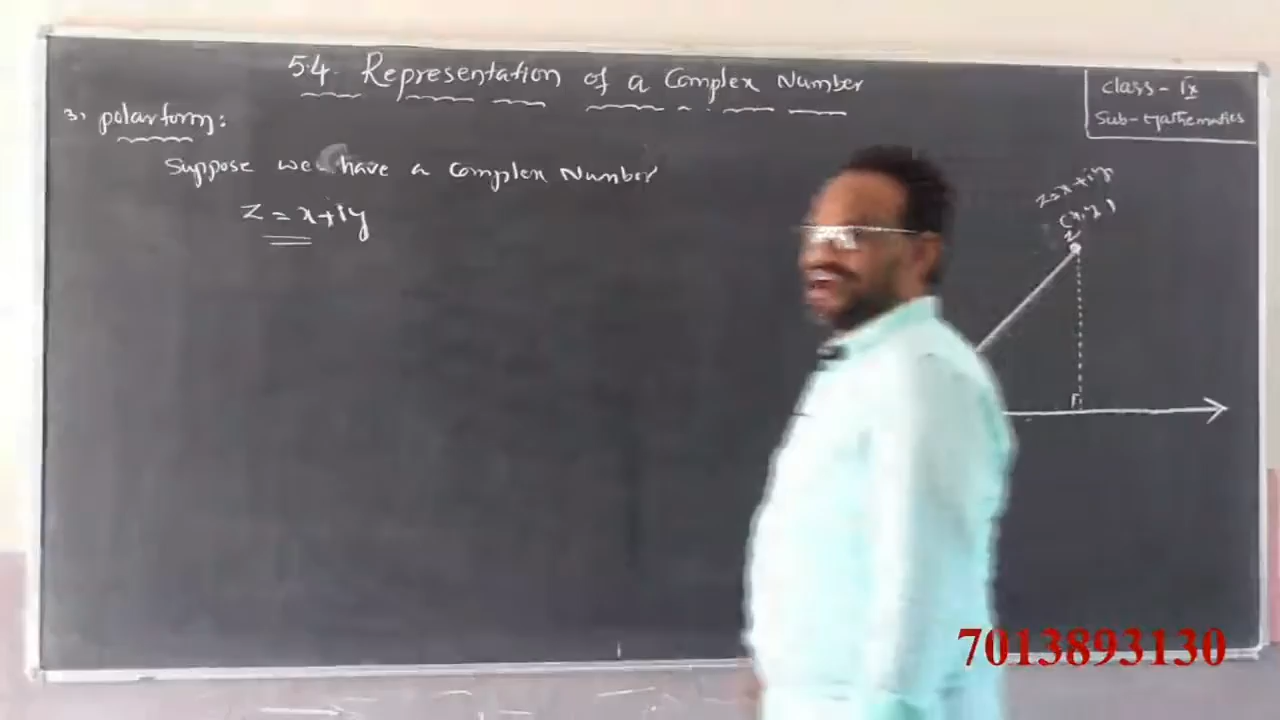 5.4. Representation of a Complex Number
class - IX
Sub - Mathematics
3. polar form:
Suppose we have a complex Number
z = x+iy
z = x+iy
(x, y)
z
7013893130